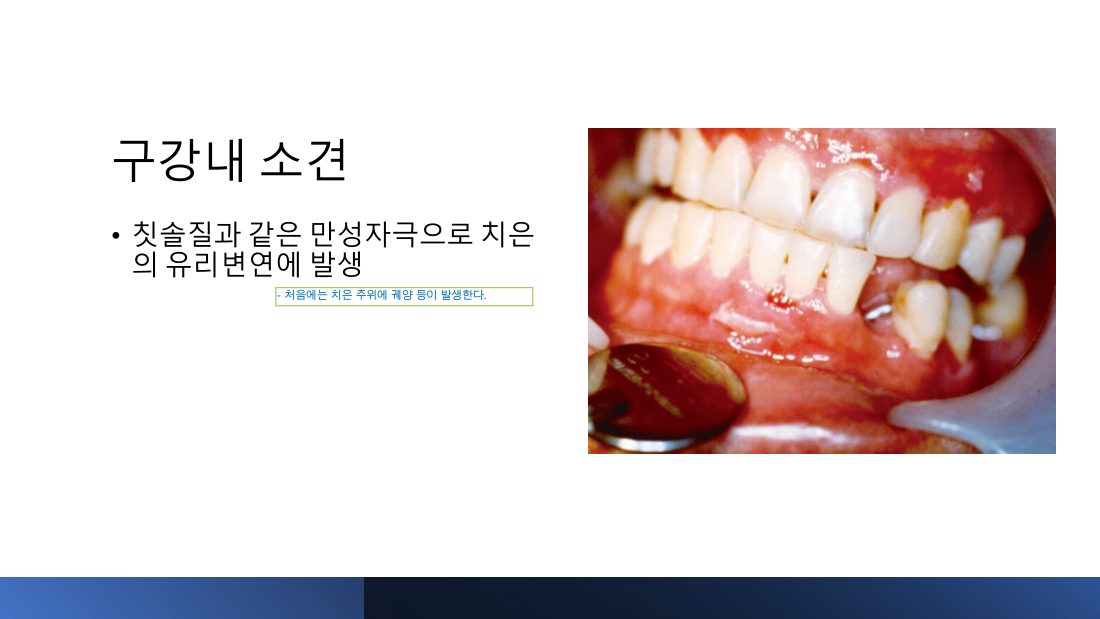 구강내 소견
• 칫솔질과 같은 만성자극으로 치은
의 유리변연에 발생
- 처음에는 치은 주위에 궤양 등이 발생한다.